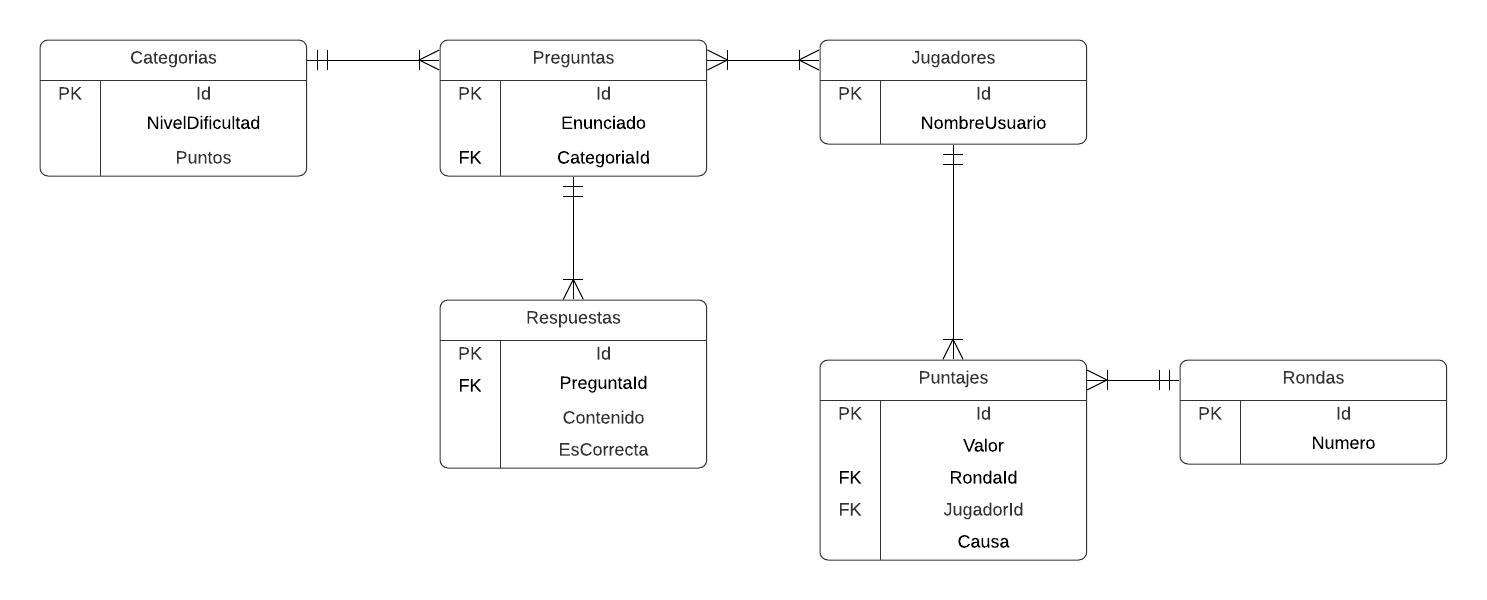 Categorias
PK Id
NivelDificultad
Puntos
Preguntas
PK Id
Enunciado
FK CategoriaId
Jugadores
PK Id
NombreUsuario
Respuestas
PK Id
FK PreguntaId
Contenido
EsCorrecta
Puntajes
PK Id
Valor
FK RondaId
FK JugadorId
Causa
Rondas
PK Id
Numero